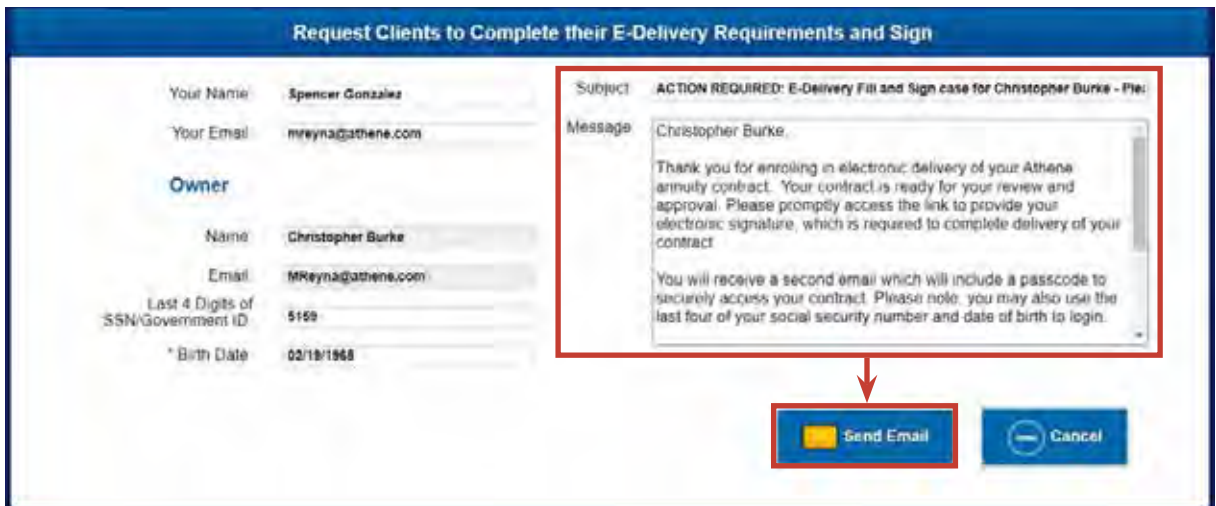 Request Clients to Complete their E-Delivery Requirements and Sign
Your Name Spencer Gonzalez
Your Email mreyna@athene.com
Owner
Name Christopher Burke
Email MReyna@athene.com
Last 4 Digits of
SSN/Government ID 5159
* Birth Date 02/19/1968
Subject ACTION REQUIRED: E-Delivery Fill and Sign case for Christopher Burke - Plea
Message Christopher Burke,
Thank you for enrolling in electronic delivery of your Athene
annuity contract. Your contract is ready for your review and
approval. Please promptly access the link to provide your
electronic signature, which is required to complete delivery of your
contract
You will receive a second email which will include a passcode to
securely access your contract. Please note, you may also use the
last four of your social security number and date of birth to login.
Send Email
Cancel